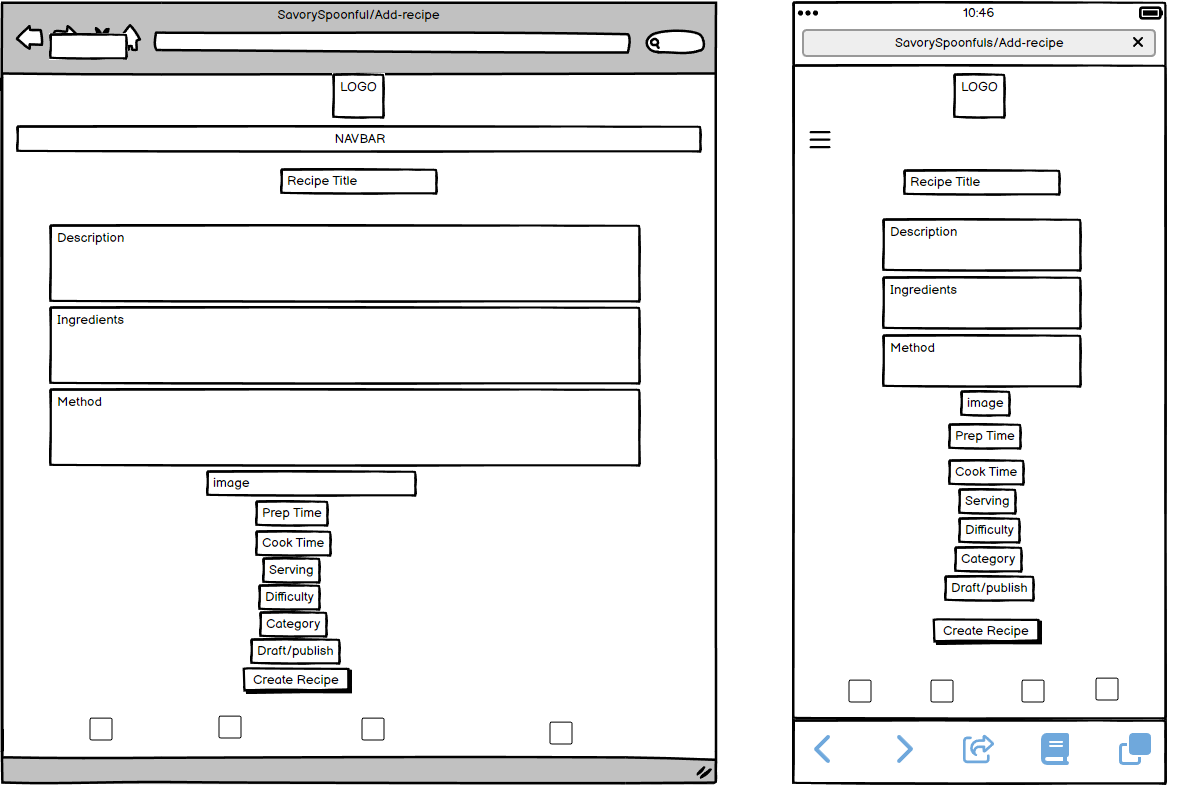 SavorySpoonful/Add-recipe
LOGO
NAVBAR
Recipe Title
Description
Ingredients
Method
image
Prep Time
Cook Time
Serving
Difficulty
Category
Draft/publish
Create Recipe
10:46
SavorySpoonfuls/Add-recipe
LOGO
Recipe Title
Description
Ingredients
Method
image
Prep Time
Cook Time
Serving
Difficulty
Category
Draft/publish
Create Recipe